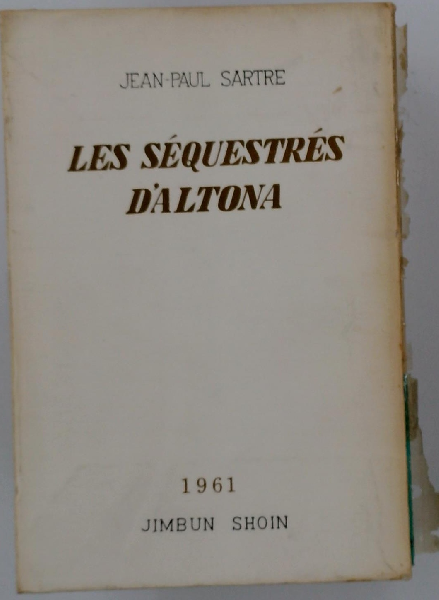 JEAN-PAUL SARTRE
LES SÉQUESTRÉS
D'ALTONA
1961
JIMBUN SHOIN